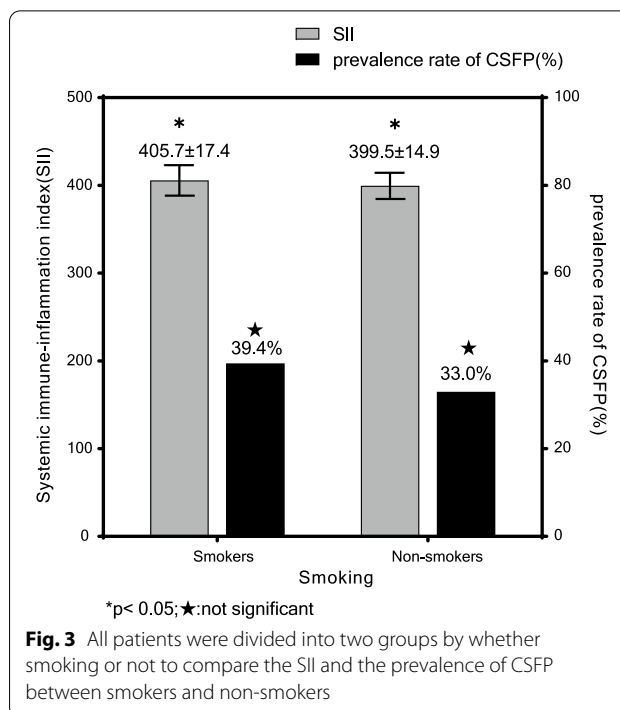 SII
prevalence rate of CSFP(%)
500
400
300
200
100
0
Systemic immune-inflammation index(SII)
*
405.7±17.4
★
39.4%
*
399.5±14.9
★
33.0%
100
80
60
40
20
0
prevalence rate of CSFP(%)
Smokers
Non-smokers
Smoking
*p< 0.05;★:not significant
Fig. 3 All patients were divided into two groups by whether
smoking or not to compare the SII and the prevalence of CSFP
between smokers and non-smokers